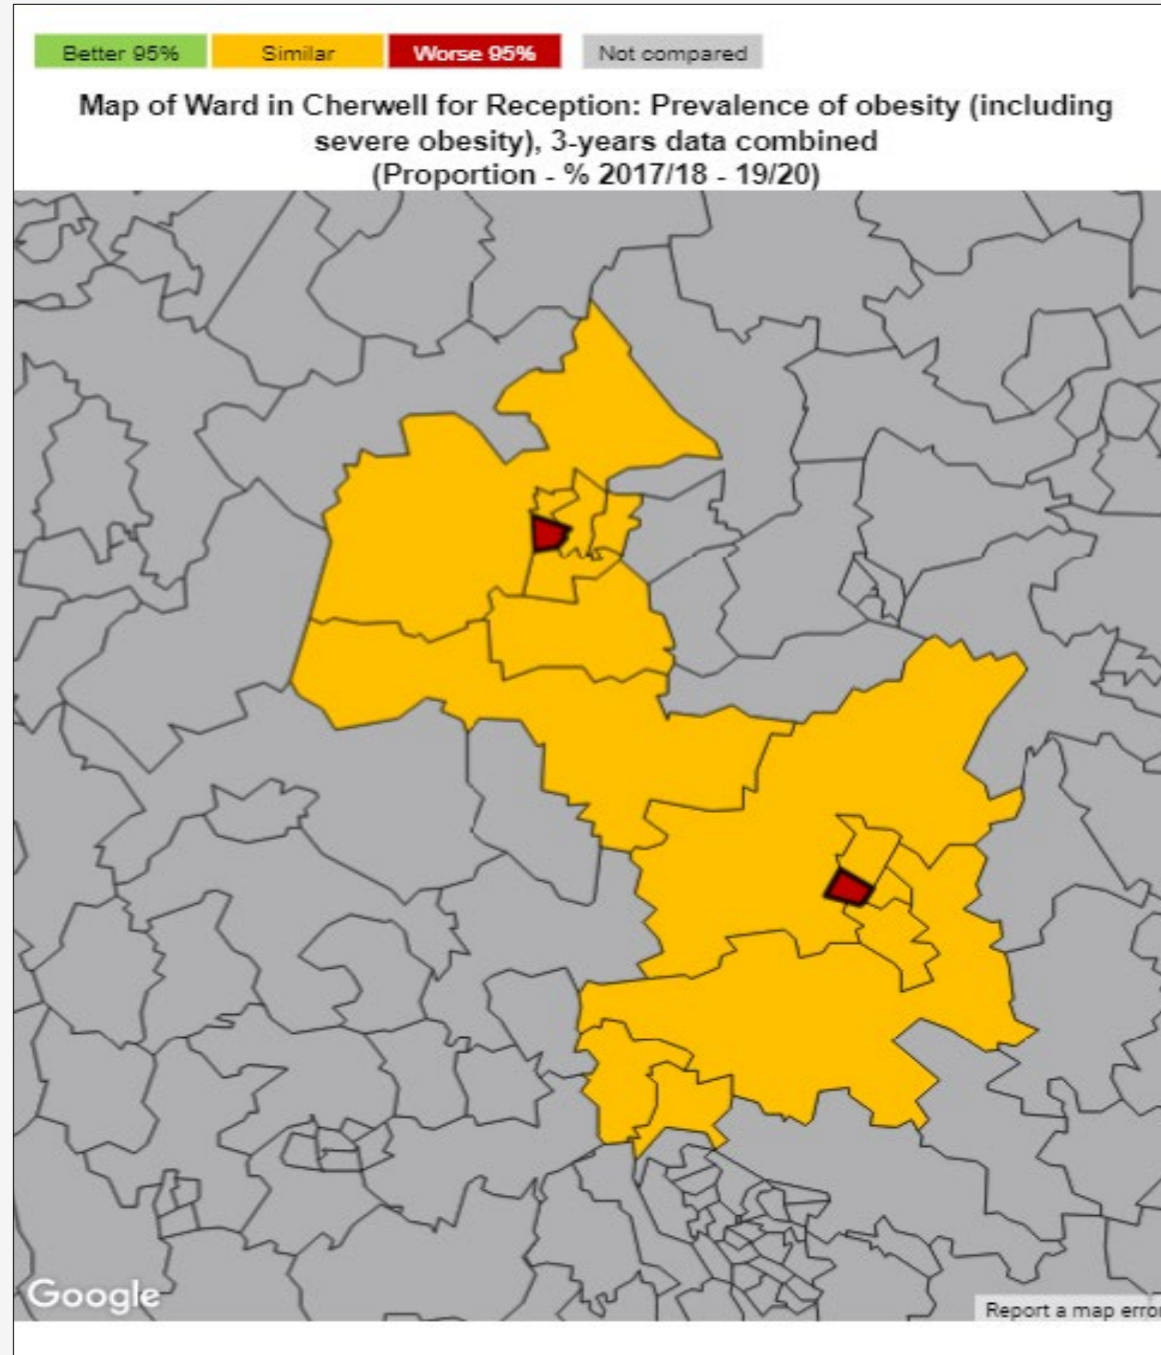 Better 95% Similar Worse 95% Not compared
Map of Ward in Cherwell for Reception: Prevalence of obesity (including
severe obesity), 3-years data combined
(Proportion - % 2017/18 - 19/20)
Google
Report a map error